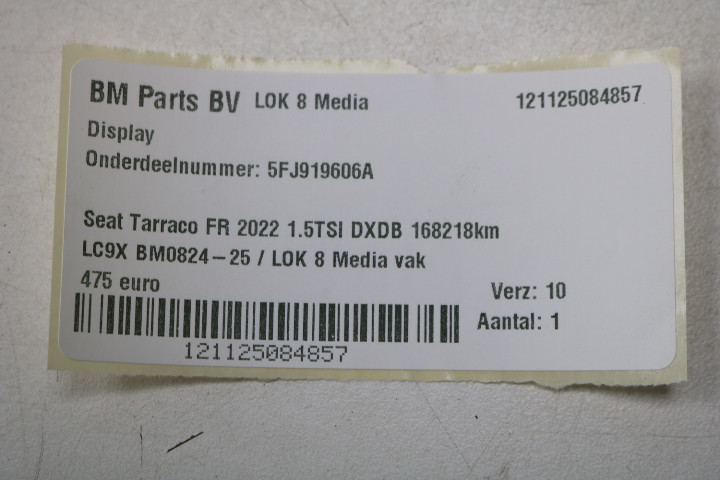 BM Parts BV LOK 8 Media 121125084857
Display
Onderdeelnummer: 5FJ919606A
Seat Tarraco FR 2022 1.5TSI DXDB 168218km
LC9X BM0824-25 / LOK 8 Media vak
475 euro
Verz: 10
Aantal: 1
121125084857